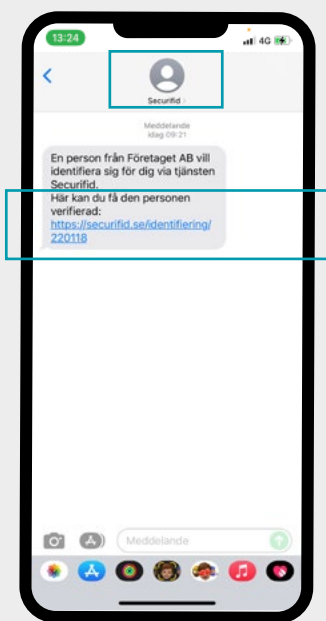 13:24
4G
Securifid
Meddelande
idag 09:21
En person från Företaget AB vill
identifiera sig för dig via tjänsten
Securifid.
Här kan du få den personen
verifierad:
https://securifid.se/identifiering/
220118
Meddelande